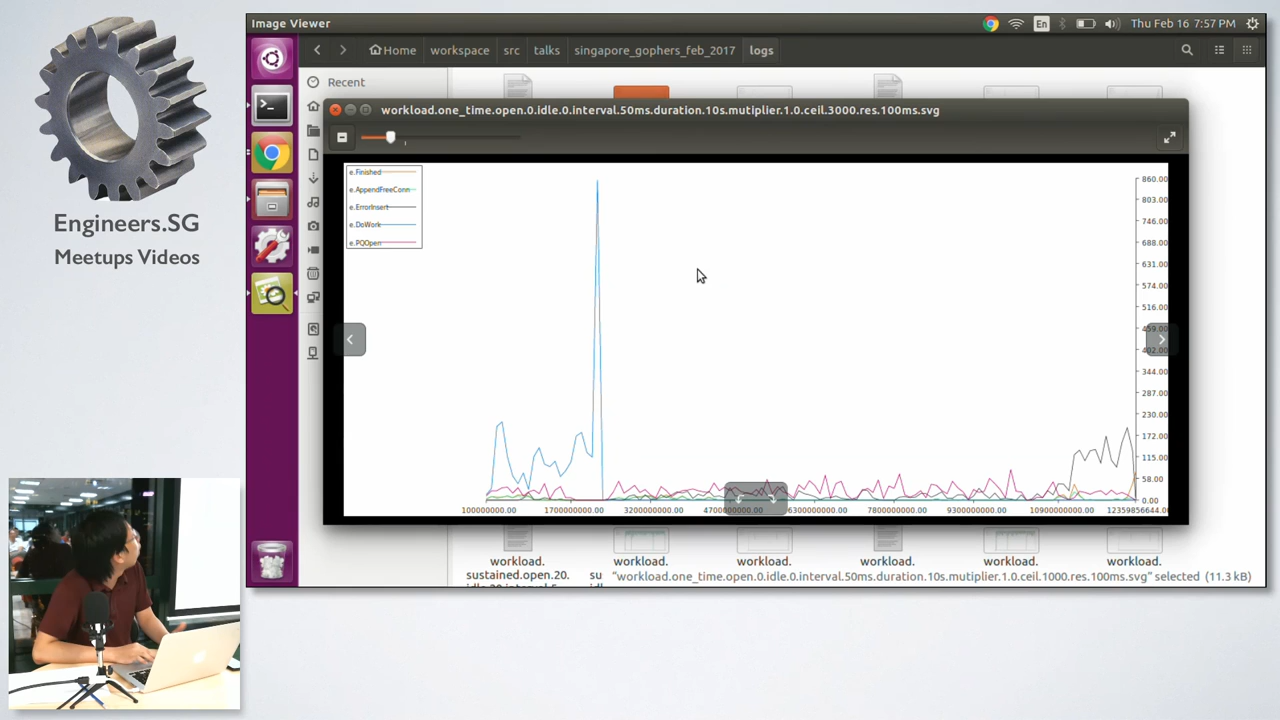 Engineers.SG
Meetups Videos
Image Viewer
En
Thu Feb 16 7:57 PM
Home
workspace
src
talks
singapore_gophers_feb_2017
logs
Recent
workload.one_time.open.0.idle.0.interval.50ms.duration.10s.mutiplier.1.0.ceil.3000.res.100ms.svg
e.Finished
e.AppendFreeConn
e.ErrorInsert
e.DoWork
e.PQOpen
860.00
803.00
746.00
688.00
631.00
574.00
516.00
459.00
402.00
344.00
287.00
230.00
172.00
115.00
58.00
0.00
100000000.00
1700000000.00
3200000000.00
4700000000.00
6300000000.00
7800000000.00
9300000000.00
10900000000.00
12359856644.00
workload.
sustained.open.20.
su
workload.
workload.
workload.
workload.
workload.
"workload.one_time.open.0.idle.0.interval.50ms.duration.10s.mutiplier.1.0.ceil.1000.res.100ms.svg" selected (11.3 kB)